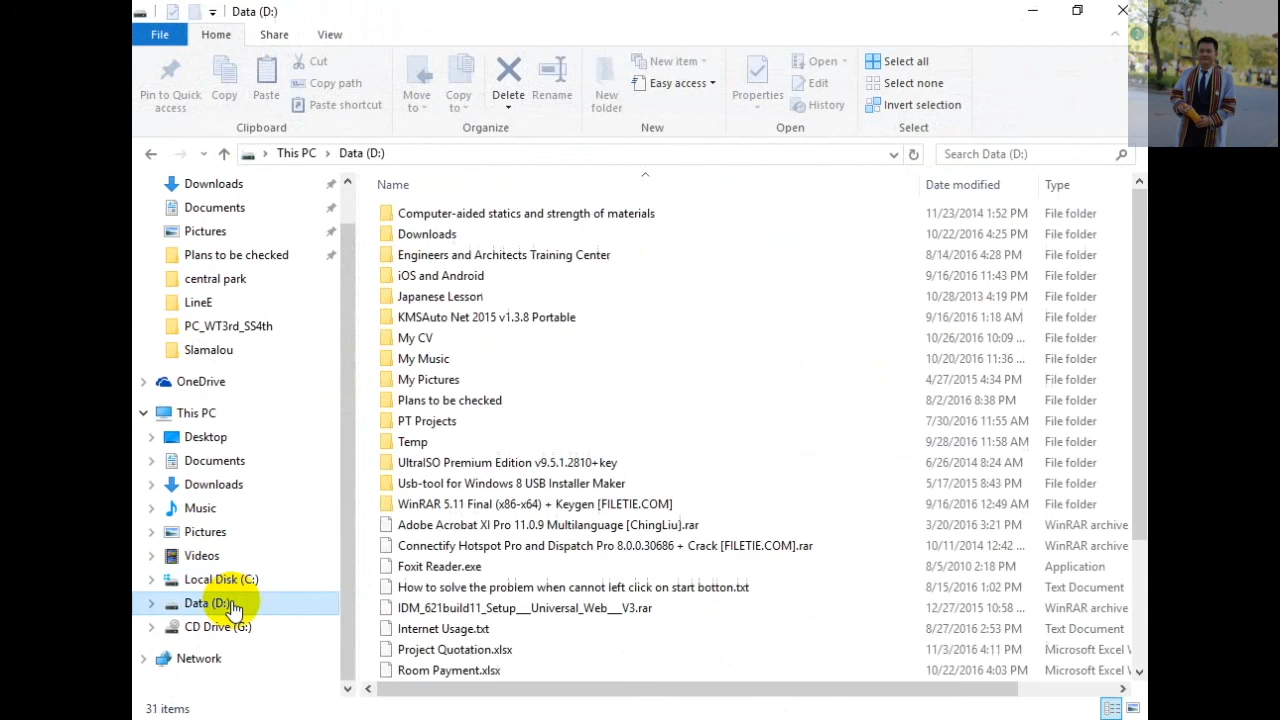 Data (D:)
File Home Share View
Pin to Quick access
Copy
Paste
Cut
Copy path
Paste shortcut
Clipboard
Move to
Copy to
Delete
Rename
Organize
New folder
New item
Easy access
New
Properties
Open
Edit
History
Open
Select all
Select none
Invert selection
Select
This PC > Data (D:)
Search Data (D:)
Downloads
Documents
Pictures
Plans to be checked
central park
LineE
PC_WT3rd_SS4th
Slamalou
OneDrive
This PC
Desktop
Documents
Downloads
Music
Pictures
Videos
Local Disk (C:)
Data (D:)
CD Drive (G:)
Network
Name Date modified Type
Computer-aided statics and strength of materials 11/23/2014 1:52 PM File folder
Downloads 10/22/2016 4:25 PM File folder
Engineers and Architects Training Center 8/14/2016 4:28 PM File folder
iOS and Android 9/16/2016 11:43 PM File folder
Japanese Lesson 10/28/2013 4:19 PM File folder
KMSAuto Net 2015 v1.3.8 Portable 9/16/2016 1:18 AM File folder
My CV 10/26/2016 10:09 ... File folder
My Music 10/20/2016 11:36 ... File folder
My Pictures 4/27/2015 4:34 PM File folder
Plans to be checked 8/2/2016 8:38 PM File folder
PT Projects 7/30/2016 11:55 AM File folder
Temp 9/28/2016 11:58 AM File folder
UltraISO Premium Edition v9.5.1.2810+key 6/26/2014 8:24 AM File folder
Usb-tool for Windows 8 USB Installer Maker 5/17/2015 8:43 PM File folder
WinRAR 5.11 Final (x86-x64) + Keygen [FILETIE.COM] 9/16/2016 12:49 AM File folder
Adobe Acrobat XI Pro 11.0.9 Multilanguage [ChingLiu].rar 3/20/2016 3:21 PM WinRAR archive
Connectify Hotspot Pro and Dispatch Pro 8.0.0.30686 + Crack [FILETIE.COM].rar 10/11/2014 12:42 ... WinRAR archive
Foxit Reader.exe 8/5/2010 2:18 PM Application
How to solve the problem when cannot left click on start botton.txt 8/15/2016 1:02 PM Text Document
IDM_621build11_Setup__Universal_Web__V3.rar 12/27/2015 10:58 ... WinRAR archive
Internet Usage.txt 8/27/2016 2:53 PM Text Document
Project Quotation.xlsx 11/3/2016 4:11 PM Microsoft Excel W
Room Payment.xlsx 10/22/2016 4:03 PM Microsoft Excel W
31 items